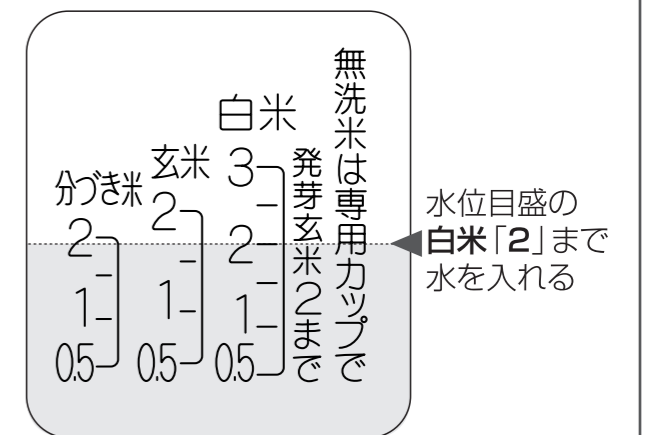 無洗米は専用カップで
発芽玄米2まで
白米
3
2
1
0.5
玄米
2
1
0.5
分づき米
2
1
0.5
水位目盛の
白米「2」まで
水を入れる